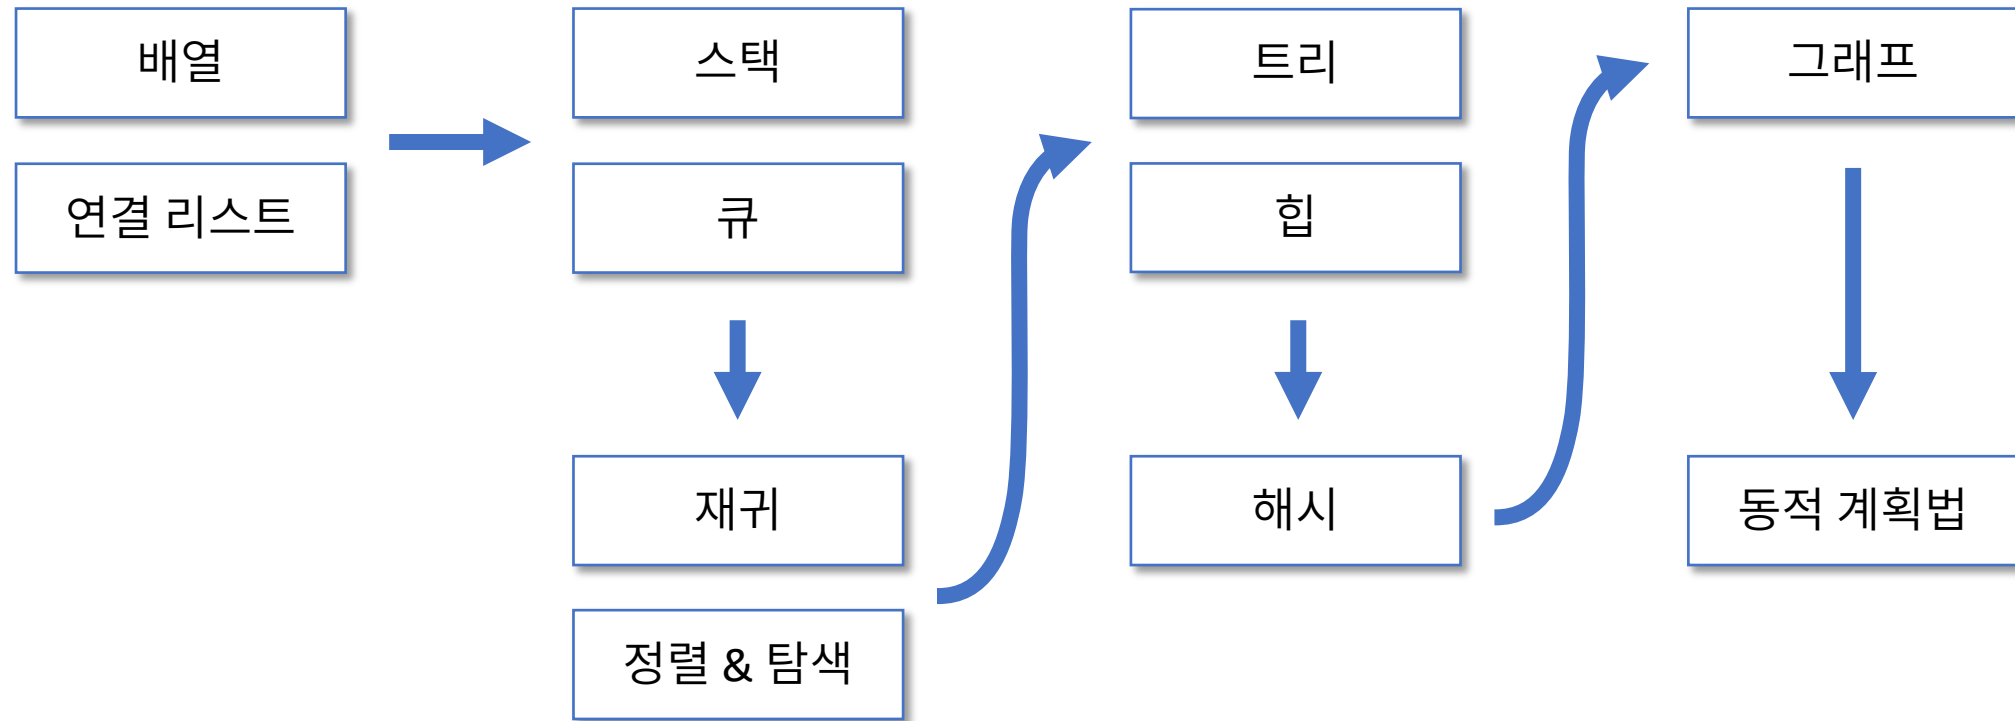 배열
연결 리스트
스택
큐
재귀
정렬 & 탐색
트리
힙
해시
그래프
동적 계획법